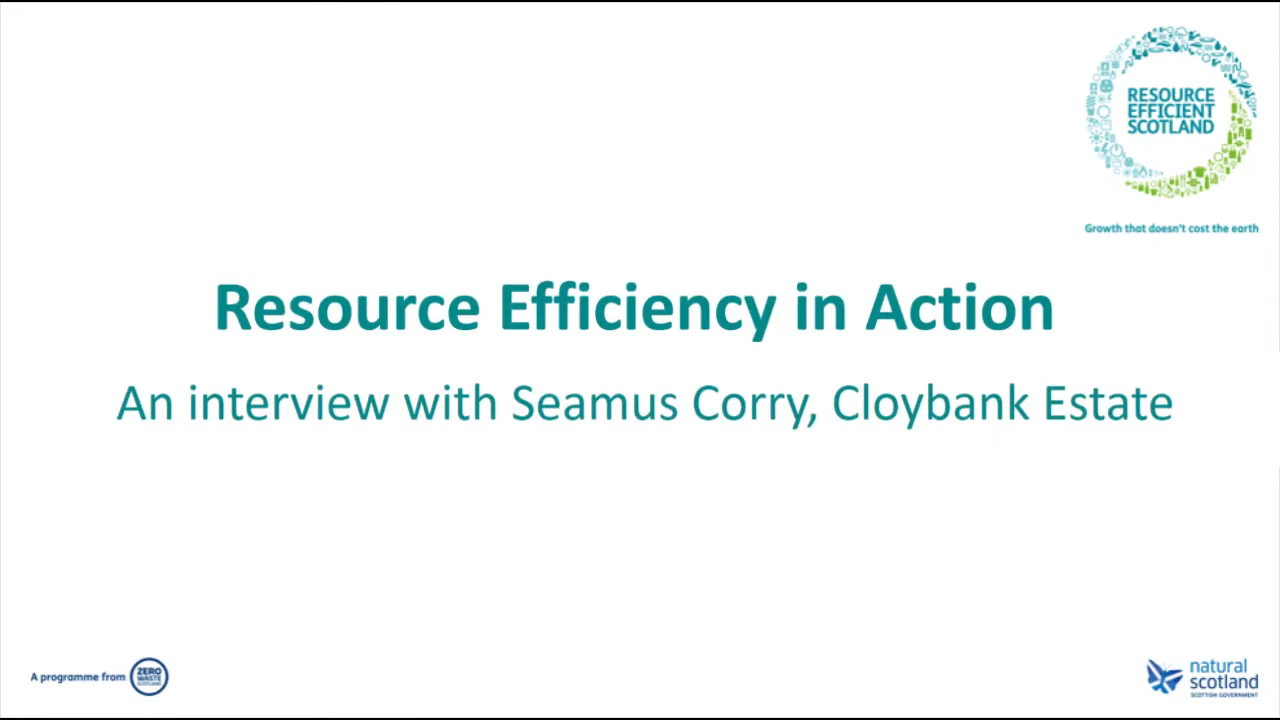 RESOURCE
EFFICIENT
SCOTLAND
Growth that doesn't cost the earth
Resource Efficiency in Action
An interview with Seamus Corry, Cloybank Estate
A programme from
ZERO
WASTE
SCOTLAND
natural
scotland
SCOTTISH GOVERNMENT